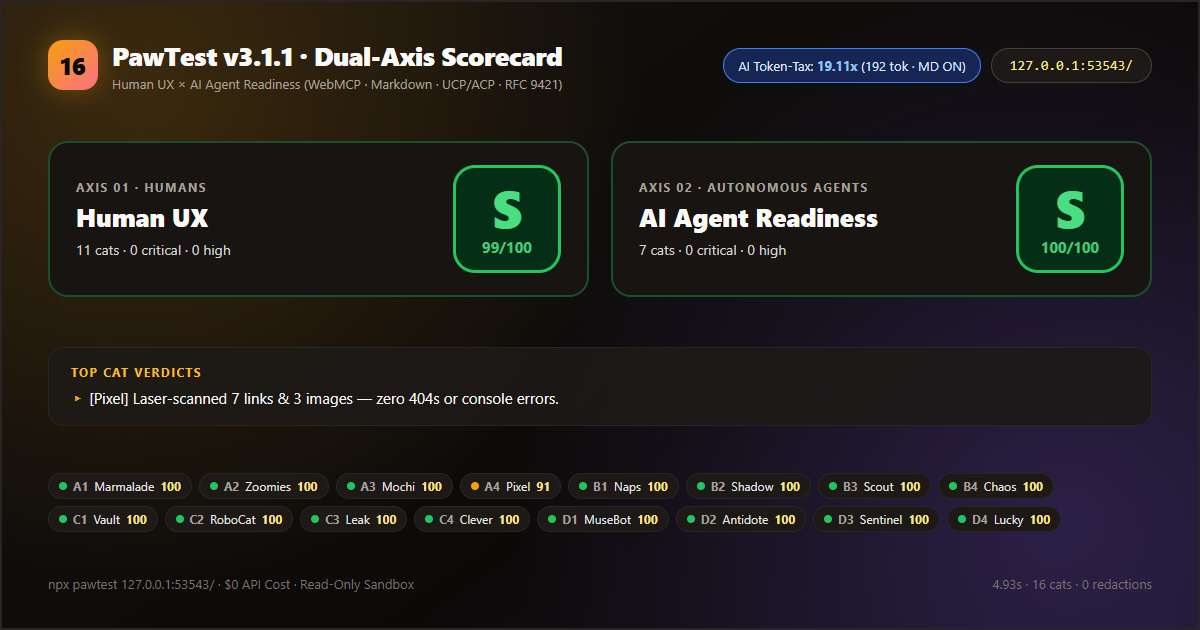 16
PawTest v3.1.1 · Dual-Axis Scorecard
Human UX × AI Agent Readiness (WebMCP · Markdown · UCP/ACP · RFC 9421)
AI Token-Tax: 19.11x (192 tok · MD ON)
127.0.0.1:53543/
AXIS 01 · HUMANS
Human UX
11 cats · 0 critical · 0 high
S
99/100
AXIS 02 · AUTONOMOUS AGENTS
AI Agent Readiness
7 cats · 0 critical · 0 high
S
100/100
TOP CAT VERDICTS
▸ [Pixel] Laser-scanned 7 links & 3 images — zero 404s or console errors.
A1 Marmalade 100 A2 Zoomies 100 A3 Mochi 100 A4 Pixel 91 B1 Naps 100 B2 Shadow 100 B3 Scout 100 B4 Chaos 100
C1 Vault 100 C2 RoboCat 100 C3 Leak 100 C4 Clever 100 D1 MuseBot 100 D2 Antidote 100 D3 Sentinel 100 D4 Lucky 100
npx pawtest 127.0.0.1:53543/ · $0 API Cost · Read-Only Sandbox
4.93s · 16 cats · 0 redactions